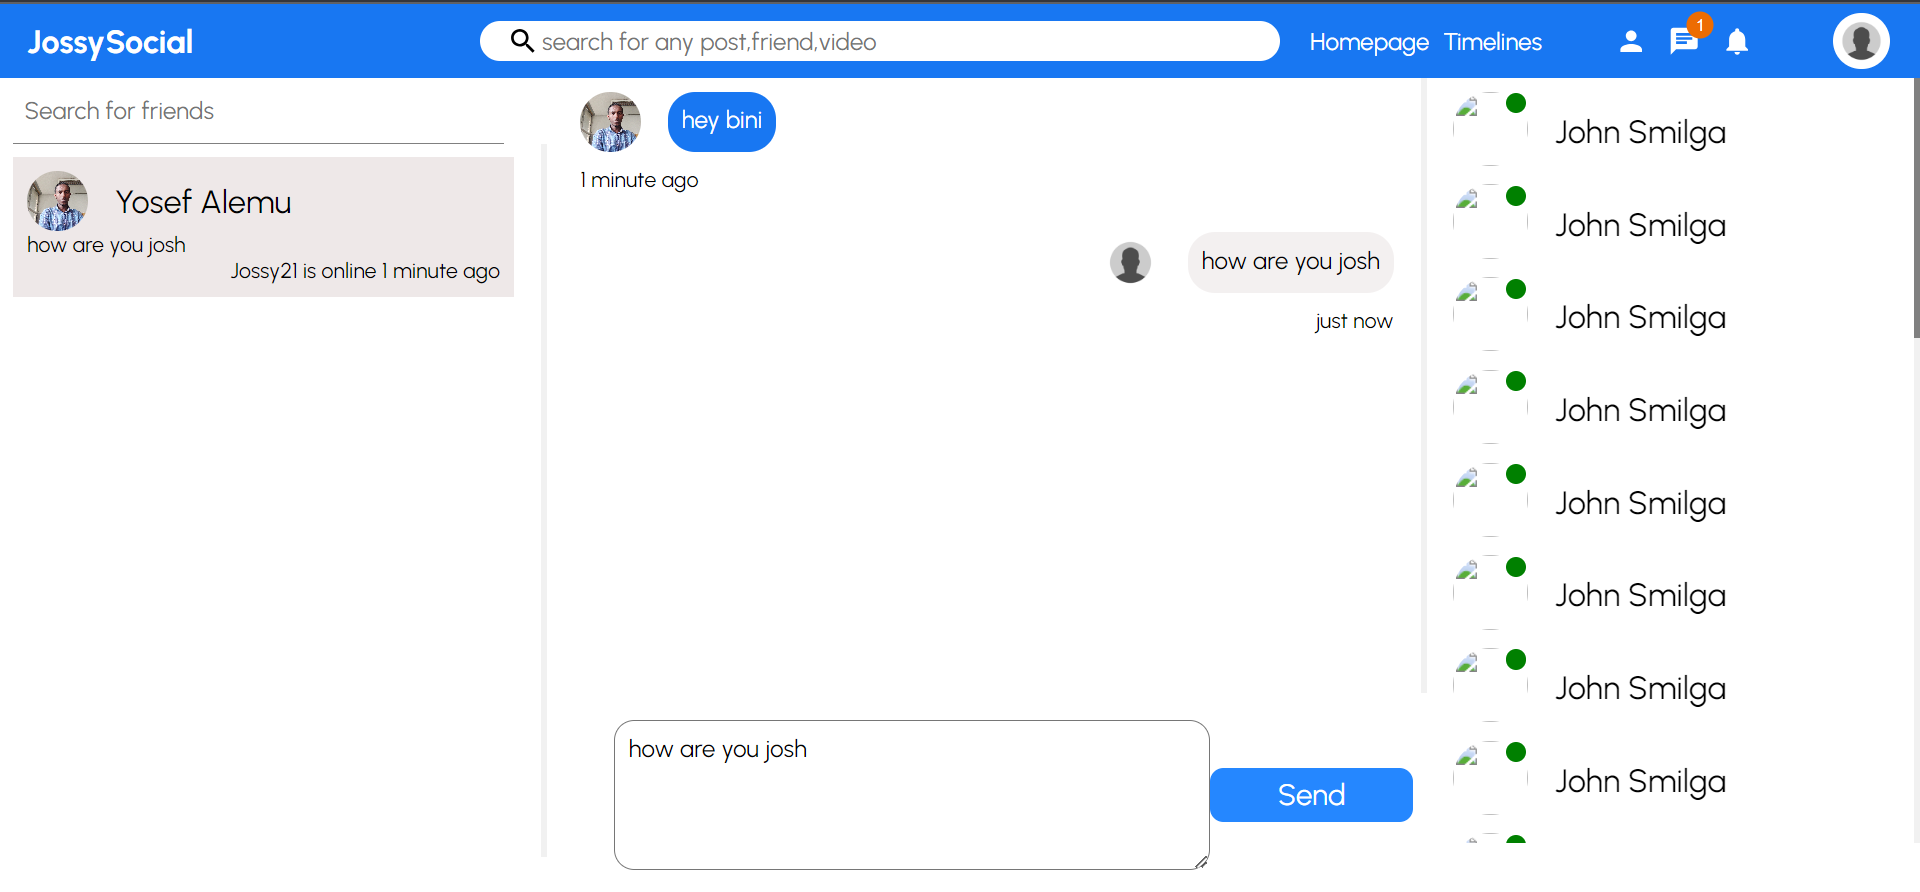 JossySocial
search for any post,friend,video
Homepage Timelines
1
Search for friends
Yosef Alemu
how are you josh
Jossy21 is online 1 minute ago
hey bini
1 minute ago
how are you josh
just now
how are you josh
Send
John Smilga
John Smilga
John Smilga
John Smilga
John Smilga
John Smilga
John Smilga
John Smilga